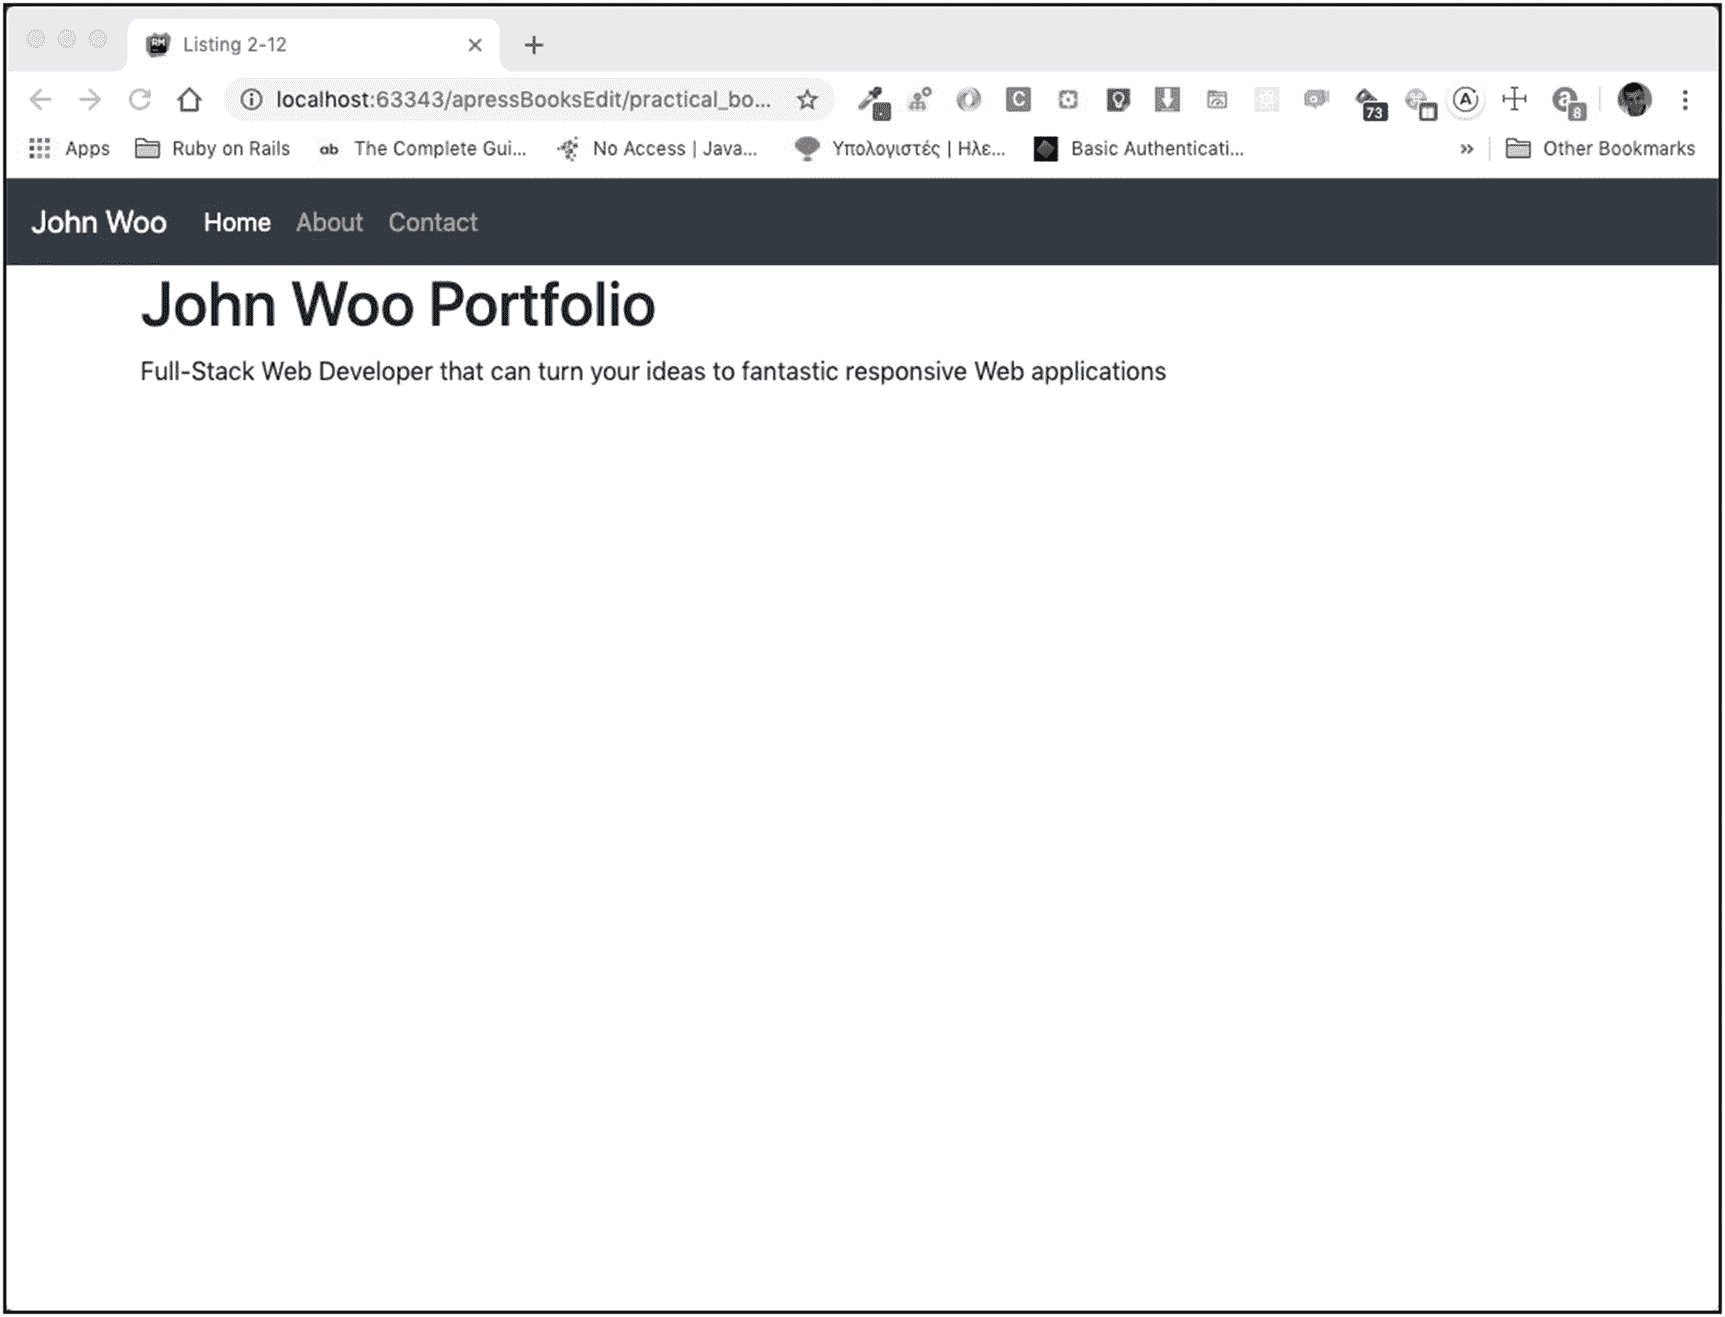 Listing 2-12
localhost:63343/apressBooksEdit/practical_bo...
73
8
Apps Ruby on Rails ab The Complete Gui... No Access | Java... Υπολογιστές | Ηλε... Basic Authenticati... » Other Bookmarks
John Woo Home About Contact
John Woo Portfolio
Full-Stack Web Developer that can turn your ideas to fantastic responsive Web applications